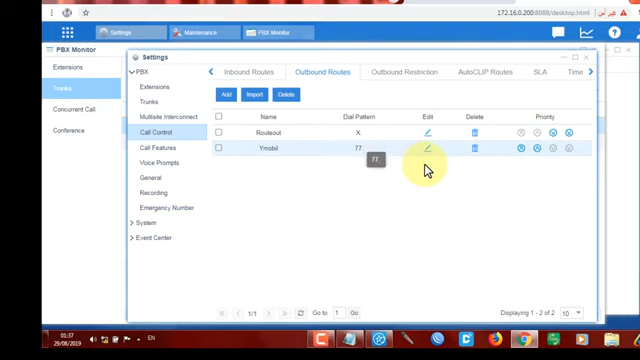 172.16.0.200:8088/desktop.html
غير آمن
Settings
Maintenance
PBX Monitor
PBX Monitor
Extensions
Trunks
Concurrent Call
Conference
Settings
PBX
Extensions
Trunks
Multisite Interconnect
Call Control
Call Features
Voice Prompts
General
Recording
Emergency Number
System
Event Center
Inbound Routes
Outbound Routes
Outbound Restriction
AutoCLIP Routes
SLA
Time
Add
Import
Delete
Name
Dial Pattern
Edit
Delete
Priority
Routeout
X.
Ymobil
77.
77.
1/1
Go to
1
Go
Displaying 1 - 2 of 2
10
01:37
29/08/2019
EN